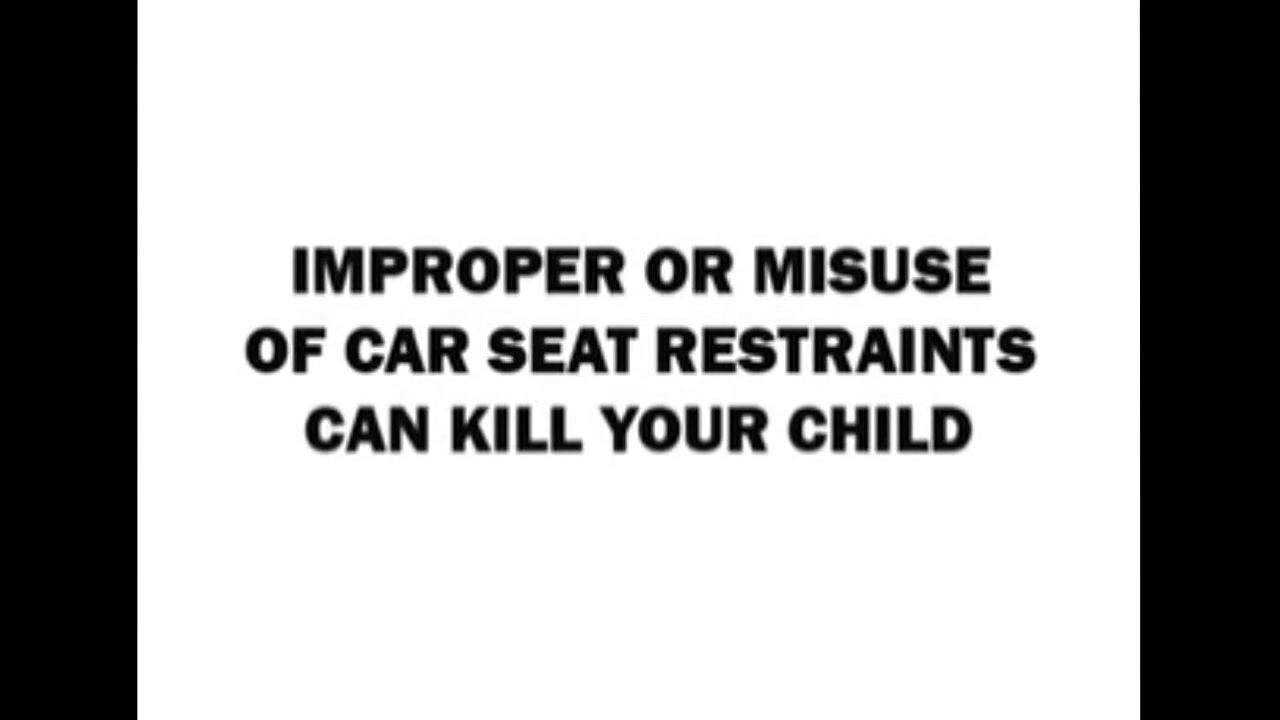 IMPROPER OR MISUSE
OF CAR SEAT RESTRAINTS
CAN KILL YOUR CHILD